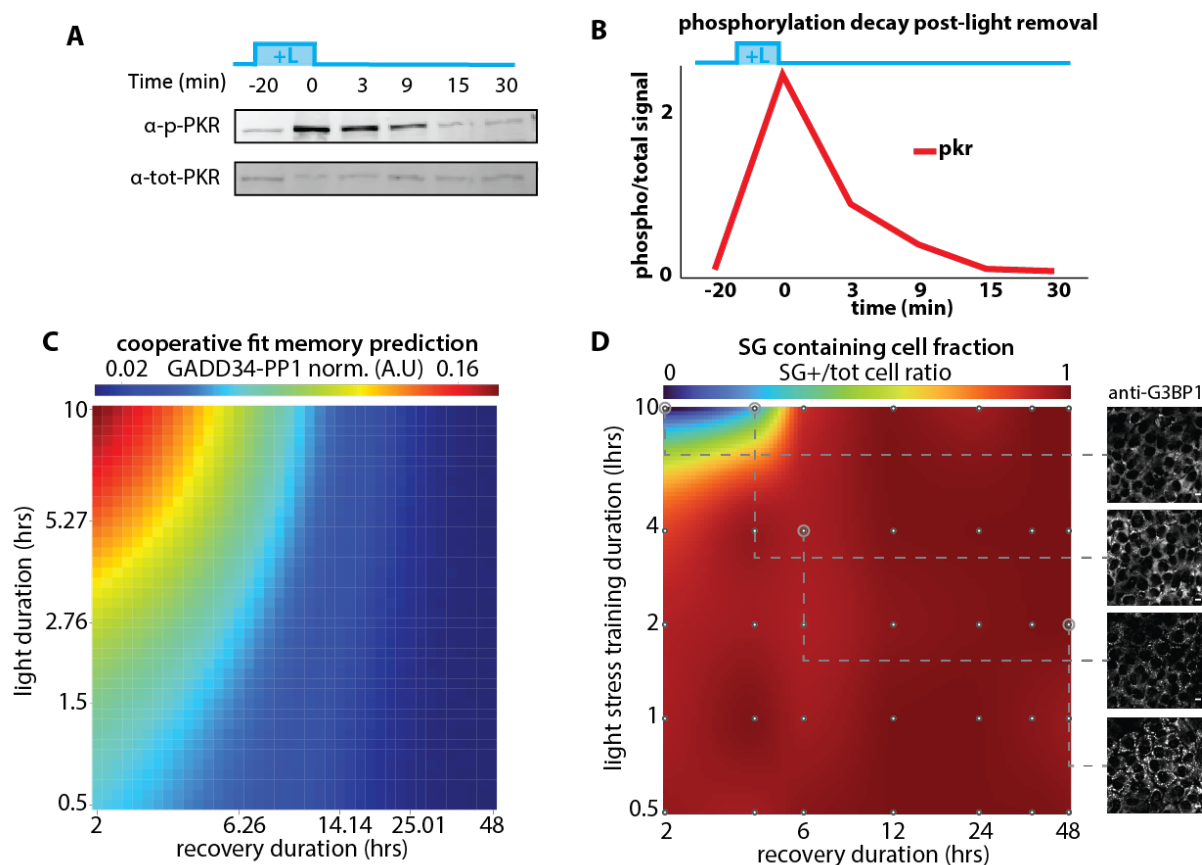 A
+L
Time (min) -20 0 3 9 15 30
α-p-PKR
α-tot-PKR
B
phosphorylation decay post-light removal
+L
phospho/total signal
2
0
pkr
-20 0 3 9 15 30
time (min)
C
cooperative fit memory prediction
0.02 GADD34-PP1 norm. (A.U) 0.16
light duration (hrs)
10
5.27
2.76
1.5
0.5
2 6.26 14.14 25.01 48
recovery duration (hrs)
D
SG containing cell fraction
0 SG+/tot cell ratio 1
anti-G3BP1
light stress training duration (lhrs)
10
4
2
1
0.5
2 6 12 24 48
recovery duration (hrs)